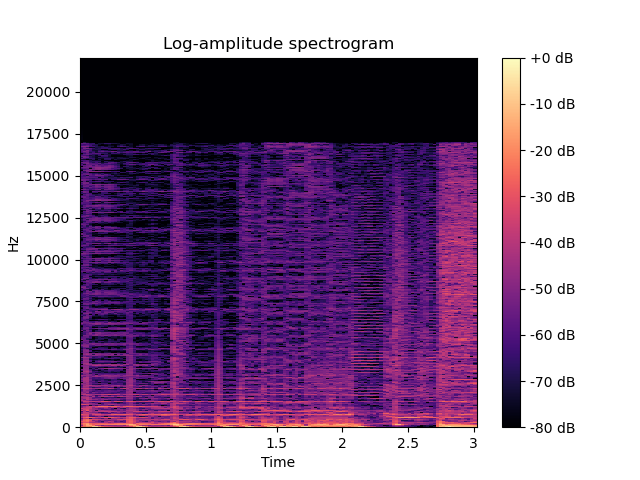 Log-amplitude spectrogram
Hz
20000
17500
15000
12500
10000
7500
5000
2500
0
0
0.5
1
1.5
2
2.5
3
Time
+0 dB
-10 dB
-20 dB
-30 dB
-40 dB
-50 dB
-60 dB
-70 dB
-80 dB